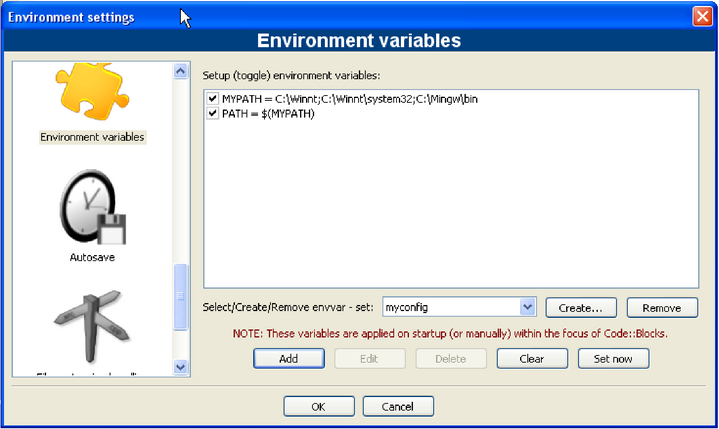 Environment settings
Environment variables
Environment variables
Autosave
Setup (toggle) environment variables:
MYPATH = C:\Winnt;C:\Winnt\system32;C:\Mingw\bin
PATH = $(MYPATH)
Select/Create/Remove envvar - set:
myconfig
Create...
Remove
NOTE: These variables are applied on startup (or manually) within the focus of Code::Blocks.
Add
Edit
Delete
Clear
Set now
OK
Cancel